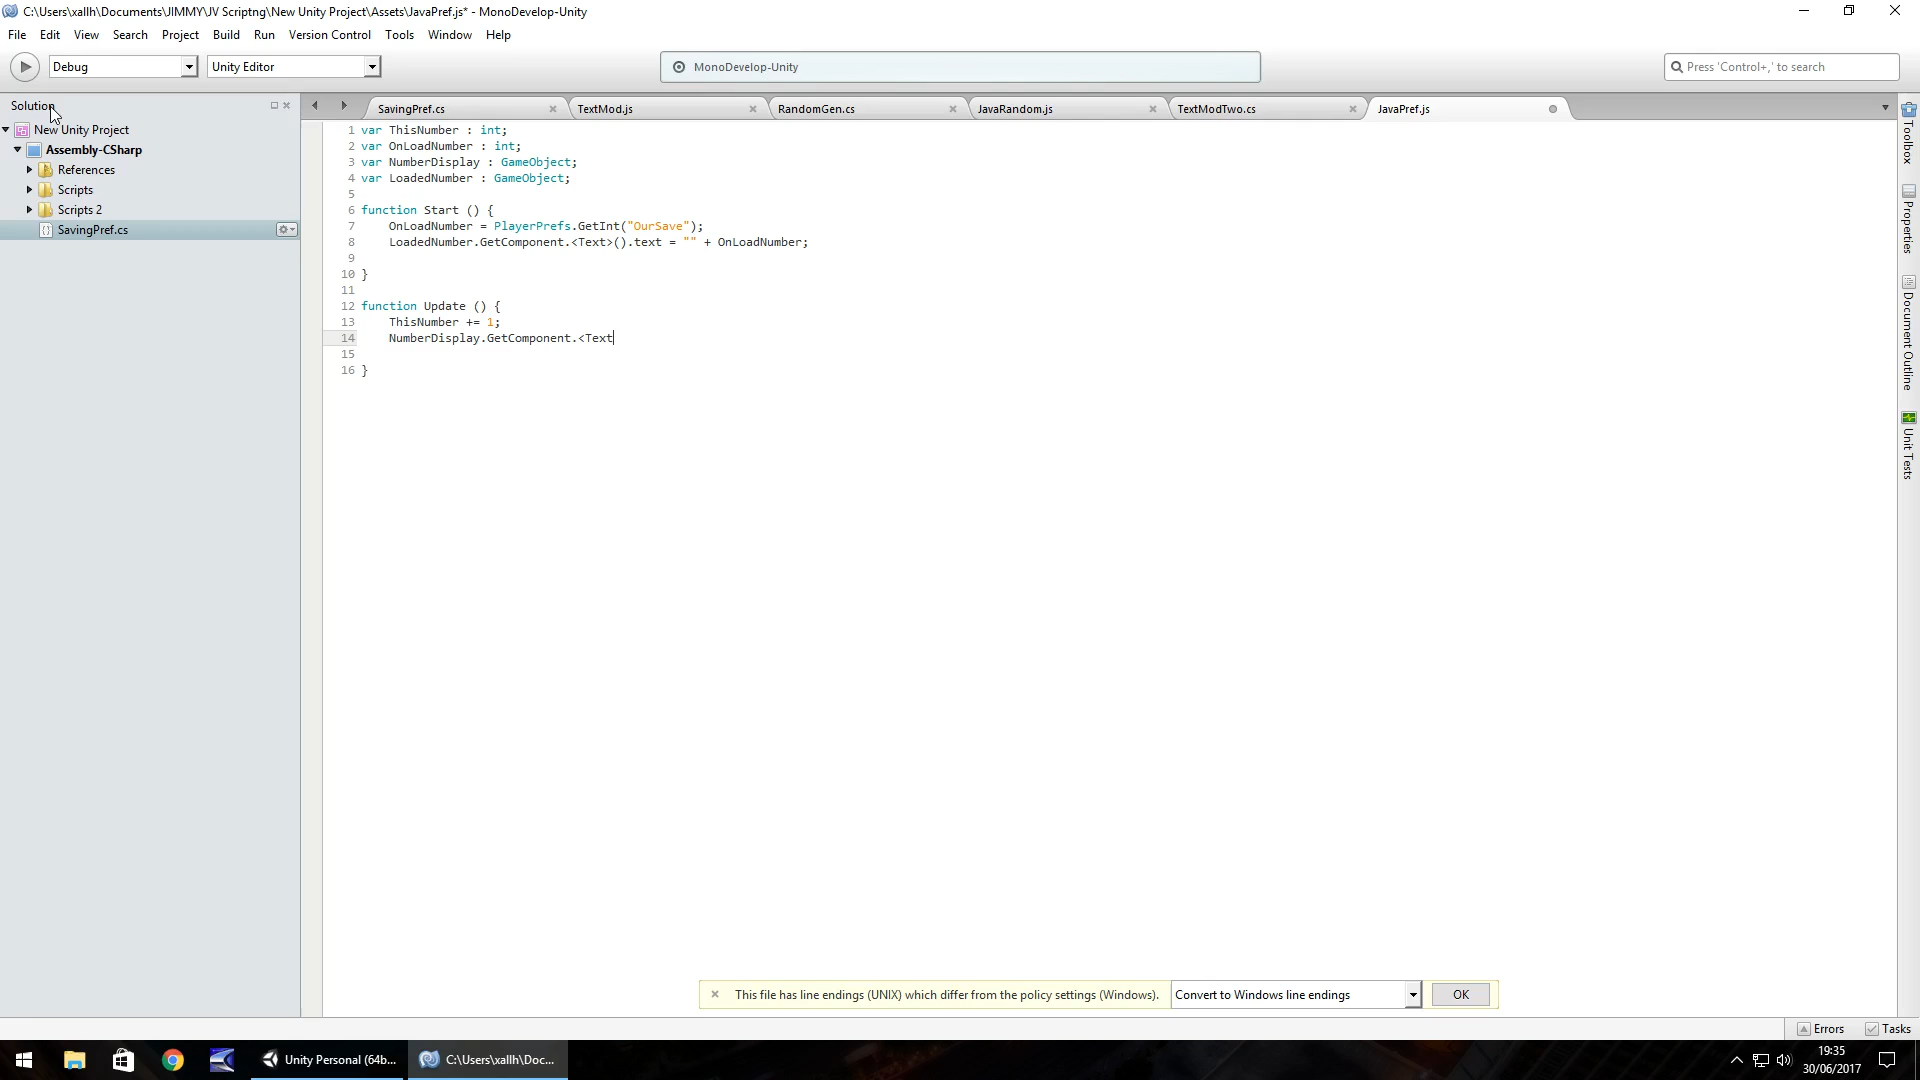 C:\Users\xallh\Documents\JIMMY\JV Scriptng\New Unity Project\Assets\JavaPref.js* - MonoDevelop-Unity
File Edit View Search Project Build Run Version Control Tools Window Help
Debug Unity Editor MonoDevelop-Unity Press 'Control+,' to search
Solution SavingPref.cs TextMod.js RandomGen.cs JavaRandom.js TextModTwo.cs JavaPref.js
New Unity Project
Assembly-CSharp
References
Scripts
Scripts 2
SavingPref.cs
1 var ThisNumber : int;
2 var OnLoadNumber : int;
3 var NumberDisplay : GameObject;
4 var LoadedNumber : GameObject;
5
6 function Start () {
7 OnLoadNumber = PlayerPrefs.GetInt("OurSave");
8 LoadedNumber.GetComponent.<Text>().text = "" + OnLoadNumber;
9
10 }
11
12 function Update () {
13 ThisNumber += 1;
14 NumberDisplay.GetComponent.<Text
15
16 }
Toolbox
Properties
Document Outline
Unit Tests
This file has line endings (UNIX) which differ from the policy settings (Windows). Convert to Windows line endings OK
Errors Tasks
Unity Personal (64b... C:\Users\xallh\Doc...
19:35
30/06/2017